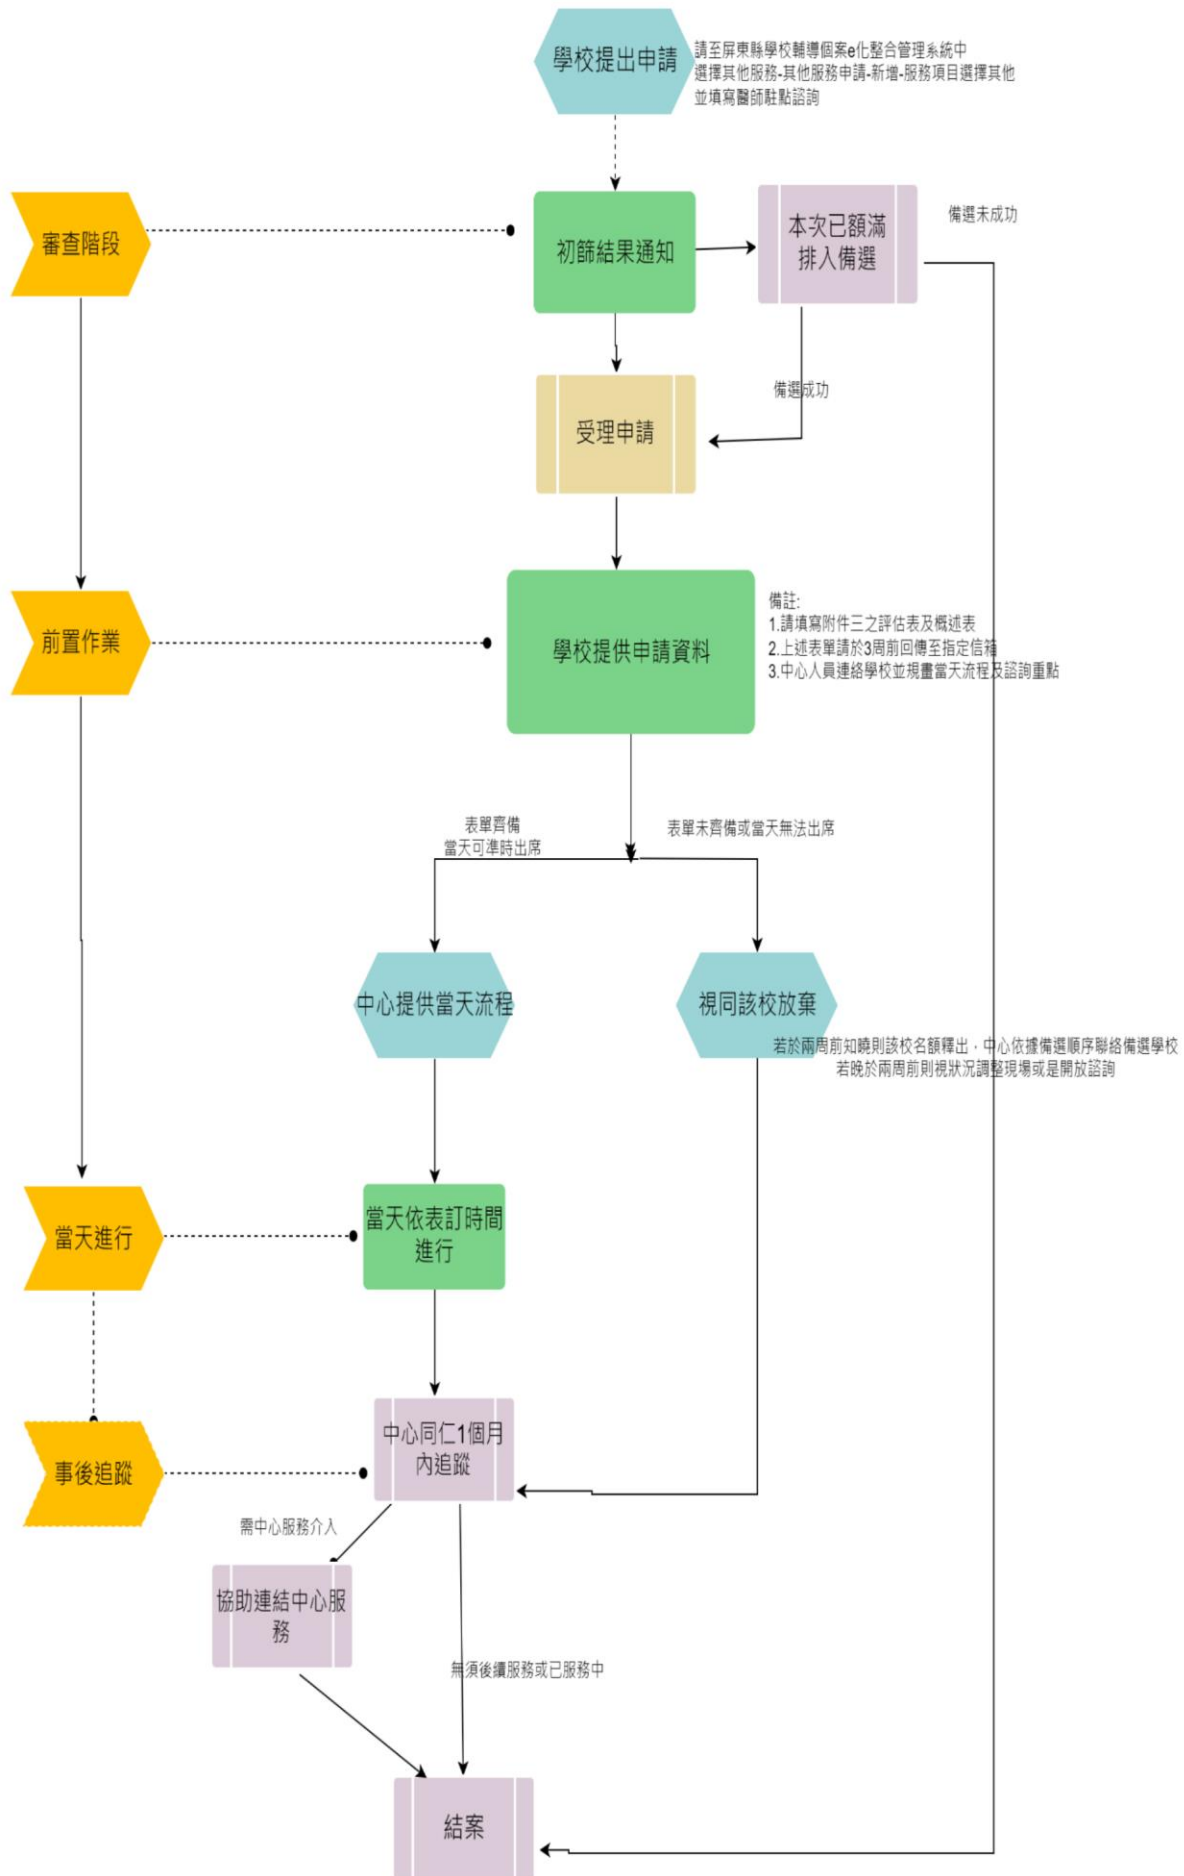 學校提出申請
請至屏東縣學校輔導個案e化整合管理系統中
選擇其他服務-其他服務申請-新增-服務項目選擇其他
並填寫醫師駐點諮詢
審查階段
初篩結果通知
本次已額滿
排入備選
備選未成功
備選成功
受理申請
前置作業
學校提供申請資料
備註:
1.請填寫附件三之評估表及概述表
2.上述表單請於3周前回傳至指定信箱
3.中心人員連絡學校並規畫當天流程及諮詢重點
表單齊備
當天可準時出席
表單未齊備或當天無法出席
中心提供當天流程
視同該校放棄
若於兩周前知曉則該校名額釋出，中心依據備選順序聯絡備選學校
若晚於兩周前則視狀況調整現場或是開放諮詢
當天進行
當天依表訂時間
進行
事後追蹤
中心同仁1個月
內追蹤
需中心服務介入
協助連結中心服
務
無須後續服務或已服務中
結案